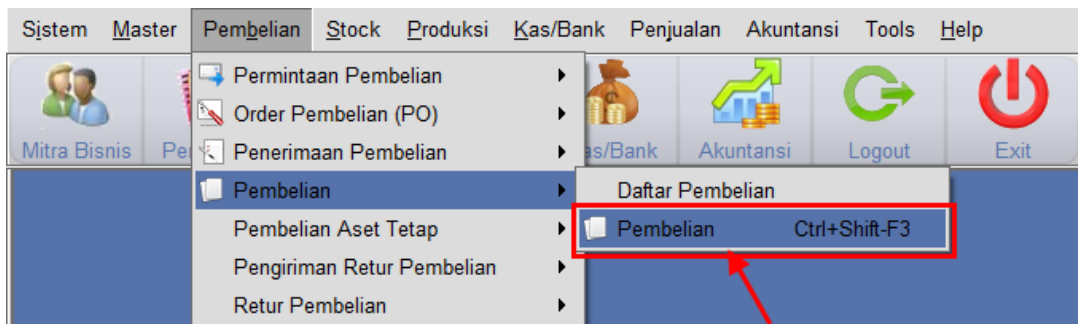 Sistem Master Pembelian Stock Produksi Kas/Bank Penjualan Akuntansi Tools Help
Permintaan Pembelian
Order Pembelian (PO)
Mitra Bisnis Akuntansi Logout Exit
Penerimaan Pembelian
Pembelian
Daftar Pembelian
Pembelian Ctrl+Shift-F3
Pembelian Aset Tetap
Pengiriman Retur Pembelian
Retur Pembelian